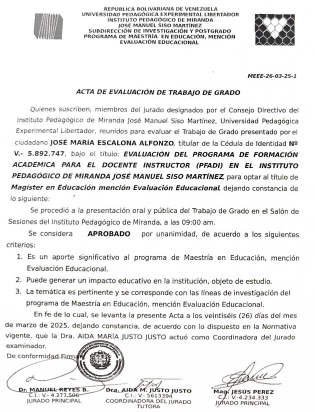 REPÚBLICA BOLIVARIANA DE VENEZUELA
UNIVERSIDAD PEDAGÓGICA EXPERIMENTAL LIBERTADOR
INSTITUTO PEDAGÓGICO DE MIRANDA
JOSÉ MANUEL SISO MARTÍNEZ
SUBDIRECCIÓN DE INVESTIGACIÓN Y POSTGRADO
PROGRAMA DE MAESTRÍA EN EDUCACIÓN, MENCIÓN
EVALUACIÓN EDUCACIONAL
MEEE-26-03-25-1
ACTA DE EVALUACIÓN DE TRABAJO DE GRADO
Quienes suscriben, miembros del jurado designados por el Consejo Directivo del
Instituto Pedagógico de Miranda José Manuel Siso Martínez, Universidad Pedagógica
Experimental Libertador, reunidos para evaluar el Trabajo de Grado presentado por el
ciudadano JOSÉ MARÍA ESCALONA ALFONZO, titular de la Cédula de Identidad Nº
V.- 5.892.747, bajo el título: EVALUACIÓN DEL PROGRAMA DE FORMACIÓN
ACADÉMICA PARA EL DOCENTE INSTRUCTOR (PFADI) EN EL INSTITUTO
PEDAGÓGICO DE MIRANDA JOSÉ MANUEL SISO MARTÍNEZ, para optar al título de
Magíster en Educación mención Evaluación Educacional, dejando constancia de
lo siguiente:
Se procedió a la presentación oral y pública del Trabajo de Grado en el Salón de
Sesiones del Instituto Pedagógico de Miranda, a las 09:00 am.
Se considera APROBADO por unanimidad, de acuerdo a los siguientes
criterios:
1. Es un aporte significativo al programa de Maestría en Educación, mención
Evaluación Educacional.
2. Puede generar un impacto educativo en la institución, objeto de estudio.
3. La temática es pertinente y se corresponde con las líneas de investigación del
programa de Maestría en Educación, mención Evaluación Educacional.
En fe de lo cual, se levanta la presente Acta a los veintiséis (26) días del mes
de marzo de 2025, dejando constancia, de acuerdo con lo dispuesto en la Normativa
vigente, que la Dra. AIDA MARÍA JUSTO JUSTO actuó como Coordinadora del Jurado
examinador.
De conformidad Firman
Dr. MANUEL REYES B. Dra. AIDA M. JUSTO JUSTO Mag. JESÚS PÉREZ
C.I.: V- 4.277.506 C.I.: V- 5613394 C.I.: V-4.234.333
JURADO PRINCIPAL COORDINADORA DEL JURADO JURADO PRINCIPAL
TUTORA